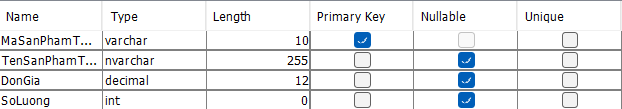 Name Type Length Primary Key Nullable Unique
MaSanPhamT... varchar 10
TenSanPhamT... nvarchar 255
DonGia decimal 12
SoLuong int 0